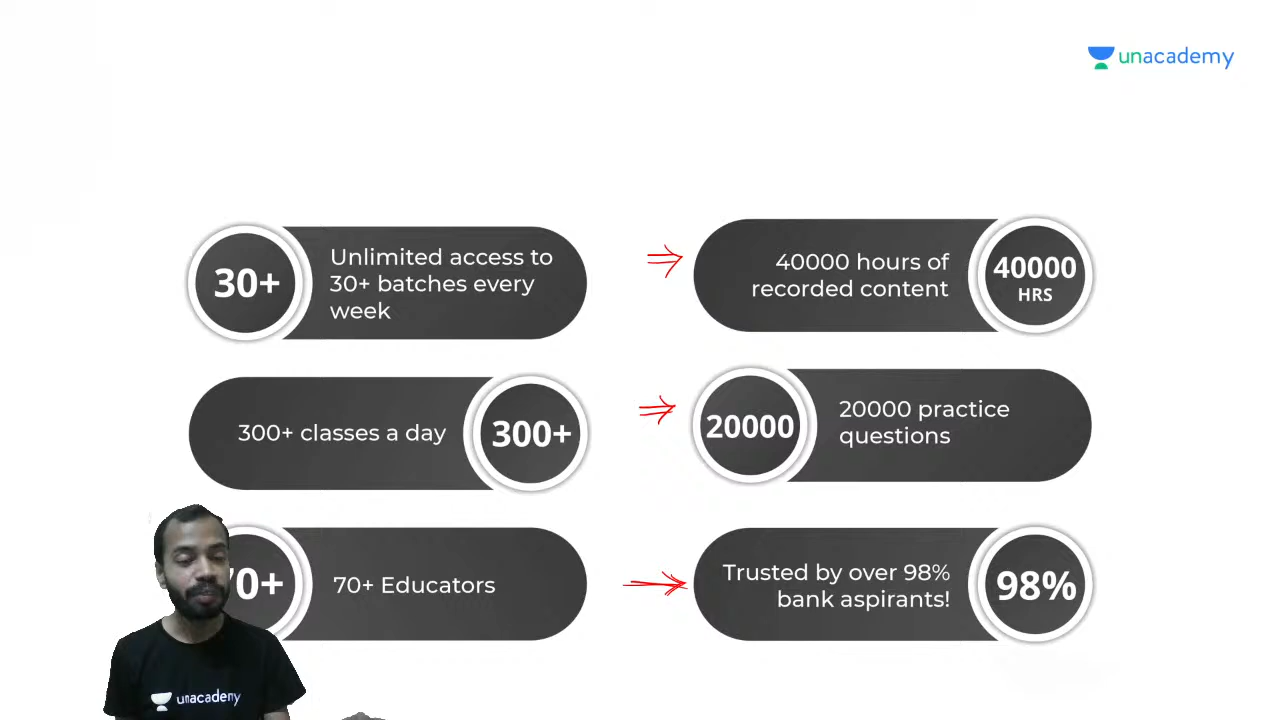 unacademy
30+
Unlimited access to
30+ batches every
week
40000 hours of
recorded content
40000
HRS
300+ classes a day
300+
20000
20000 practice
questions
70+ Educators
Trusted by over 98%
bank aspirants!
98%
unacademy